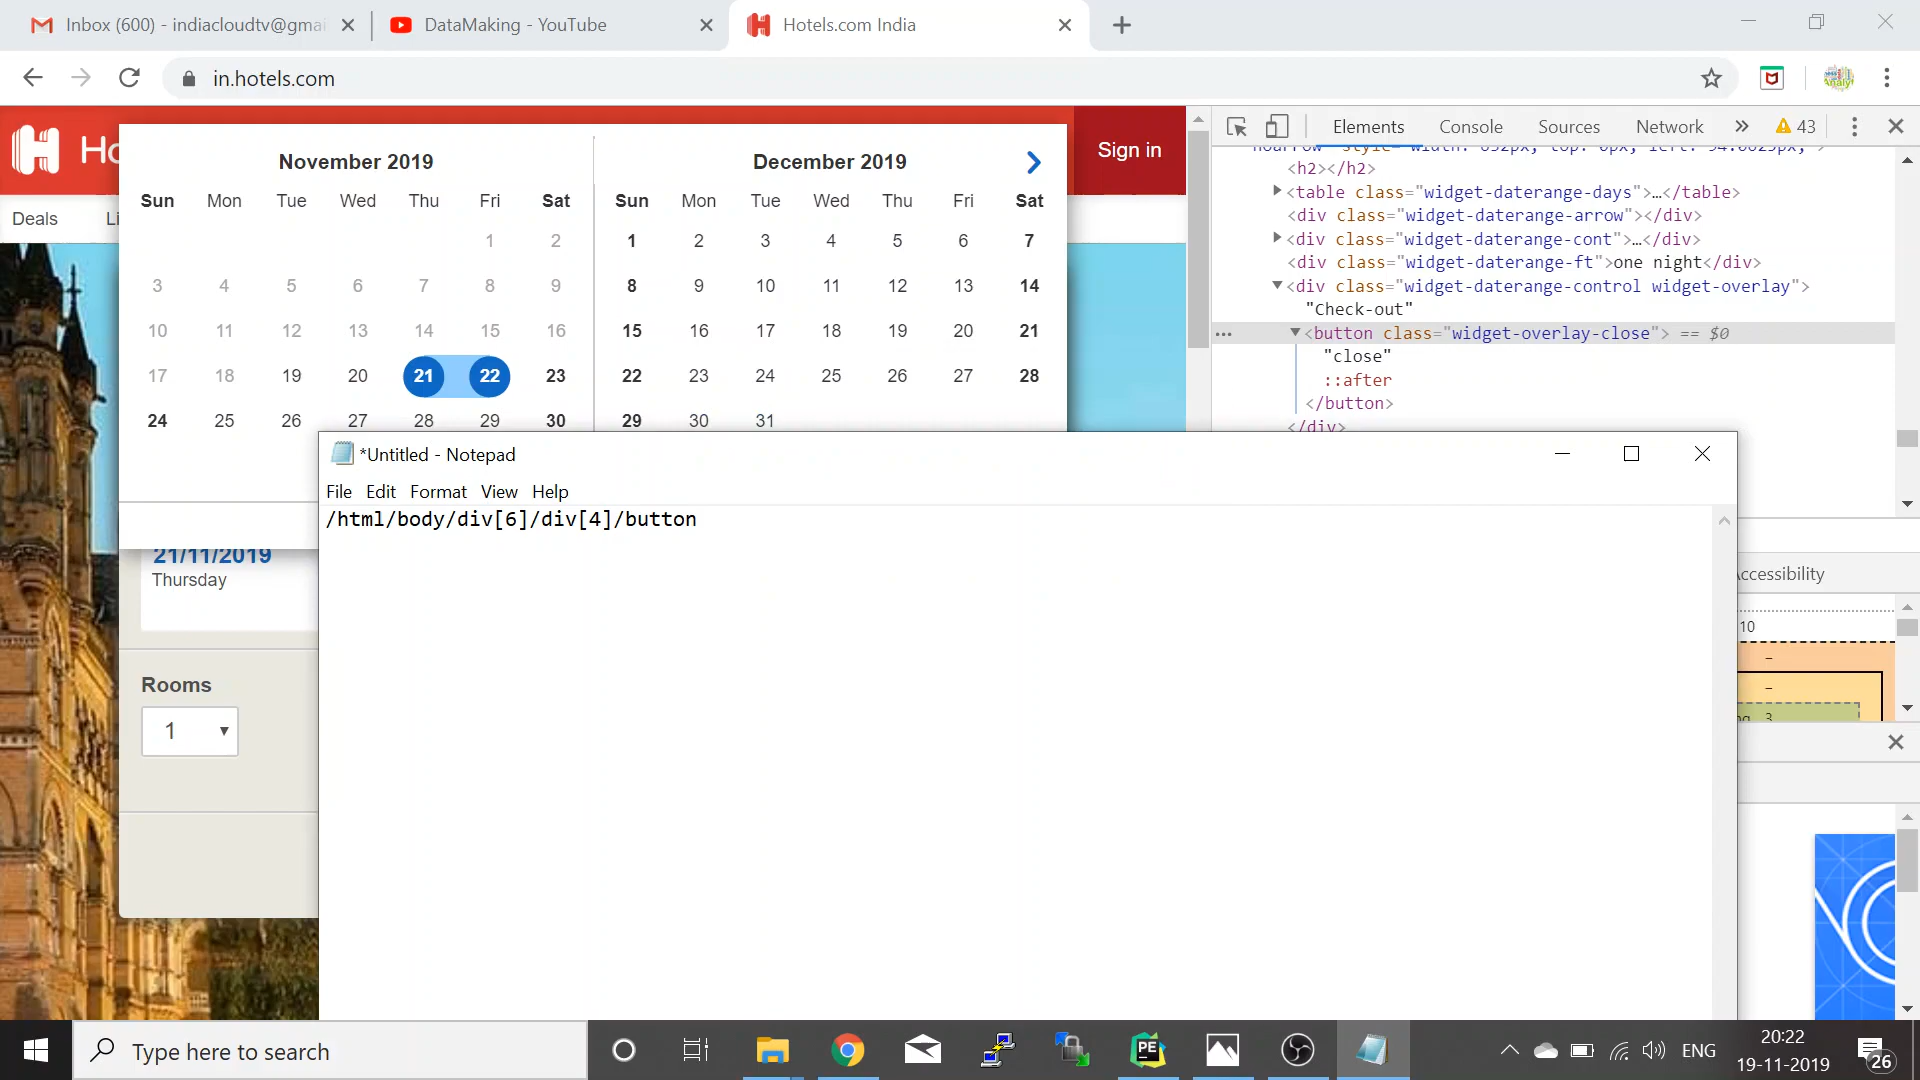 Inbox (600) - indiacloudtv@gmai
DataMaking - YouTube
Hotels.com India
in.hotels.com
Sign in
Deals
Li
November 2019
December 2019
Sun Mon Tue Wed Thu Fri Sat
Sun Mon Tue Wed Thu Fri Sat
1 2
1 2 3 4 5 6 7
3 4 5 6 7 8 9
8 9 10 11 12 13 14
10 11 12 13 14 15 16
15 16 17 18 19 20 21
17 18 19 20 21 22 23
22 23 24 25 26 27 28
24 25 26 27 28 29 30
29 30 31
21/11/2019
Thursday
Rooms
1
Elements Console Sources Network » 43
<h2></h2>
<table class="widget-daterange-days">…</table>
<div class="widget-daterange-arrow"></div>
<div class="widget-daterange-cont">…</div>
<div class="widget-daterange-ft">one night</div>
<div class="widget-daterange-control widget-overlay">
"Check-out"
<button class="widget-overlay-close"> == $0
"close"
::after
</button>
</div>
*Untitled - Notepad
File Edit Format View Help
/html/body/div[6]/div[4]/button
ccessibility
10
3
Type here to search
PE
ENG
20:22
19-11-2019
26